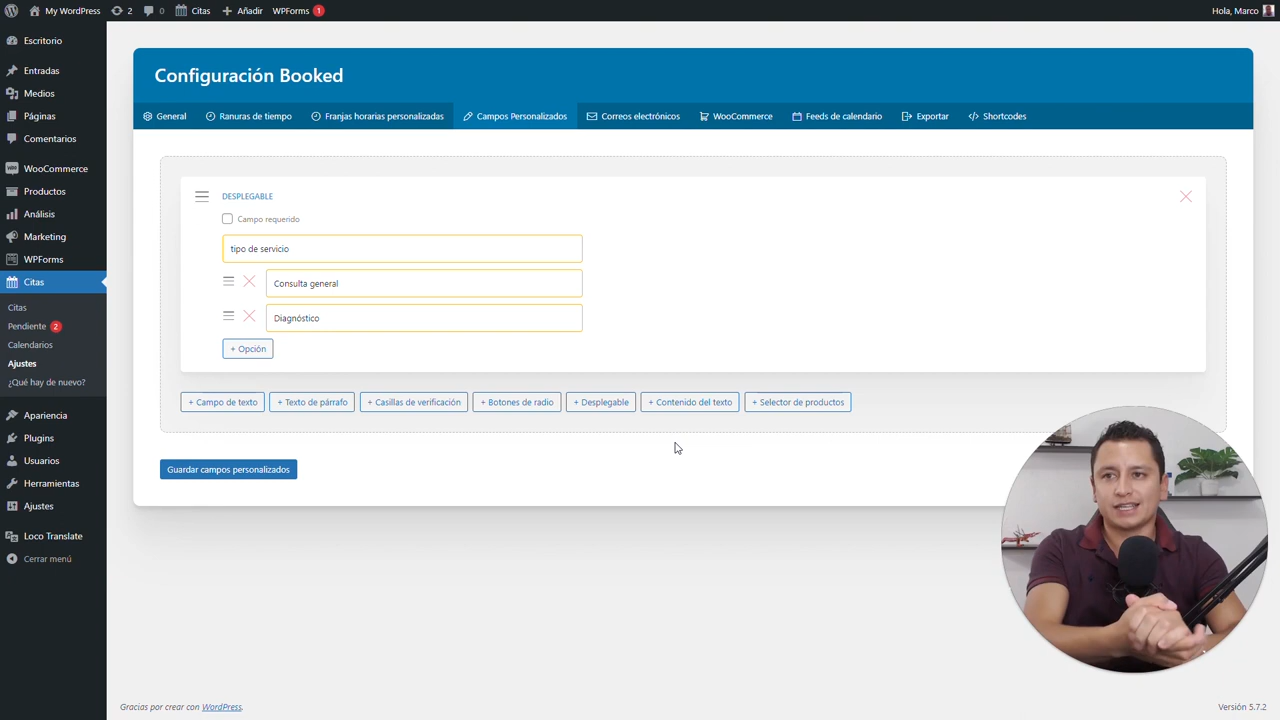 My WordPress 2 0 Citas Añadir WPForms 1 Hola, Marco
Escritorio
Entradas
Medios
Páginas
Comentarios
WooCommerce
Productos
Análisis
Marketing
WPForms
Citas
Citas
Pendiente 2
Calendarios
Ajustes
¿Qué hay de nuevo?
Apariencia
Plugins
Usuarios
Herramientas
Ajustes
Loco Translate
Cerrar menú
Configuración Booked
General Ranuras de tiempo Franjas horarias personalizadas Campos Personalizados Correos electrónicos WooCommerce Feeds de calendario Exportar Shortcodes
DESPLEGABLE
Campo requerido
tipo de servicio
Consulta general
Diagnóstico
+ Opción
+ Campo de texto + Texto de párrafo + Casillas de verificación + Botones de radio + Desplegable + Contenido del texto + Selector de productos
Guardar campos personalizados
Gracias por crear con WordPress. Versión 5.7.2